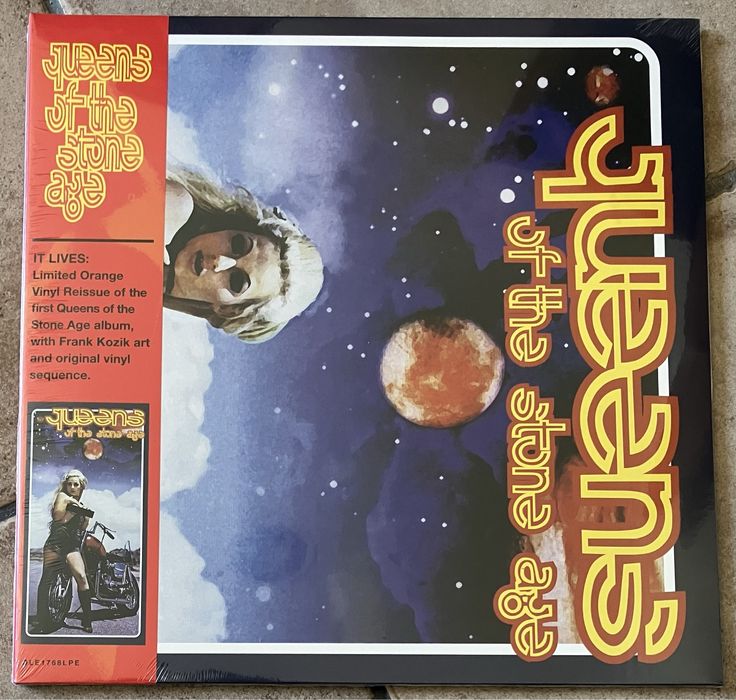 queens
of the
stone
age
IT LIVES:
Limited Orange
Vinyl Reissue of the
first Queens of the
Stone Age album,
with Frank Kozik art
and original vinyl
sequence.
queens
of the stone age
queens
of the stone age